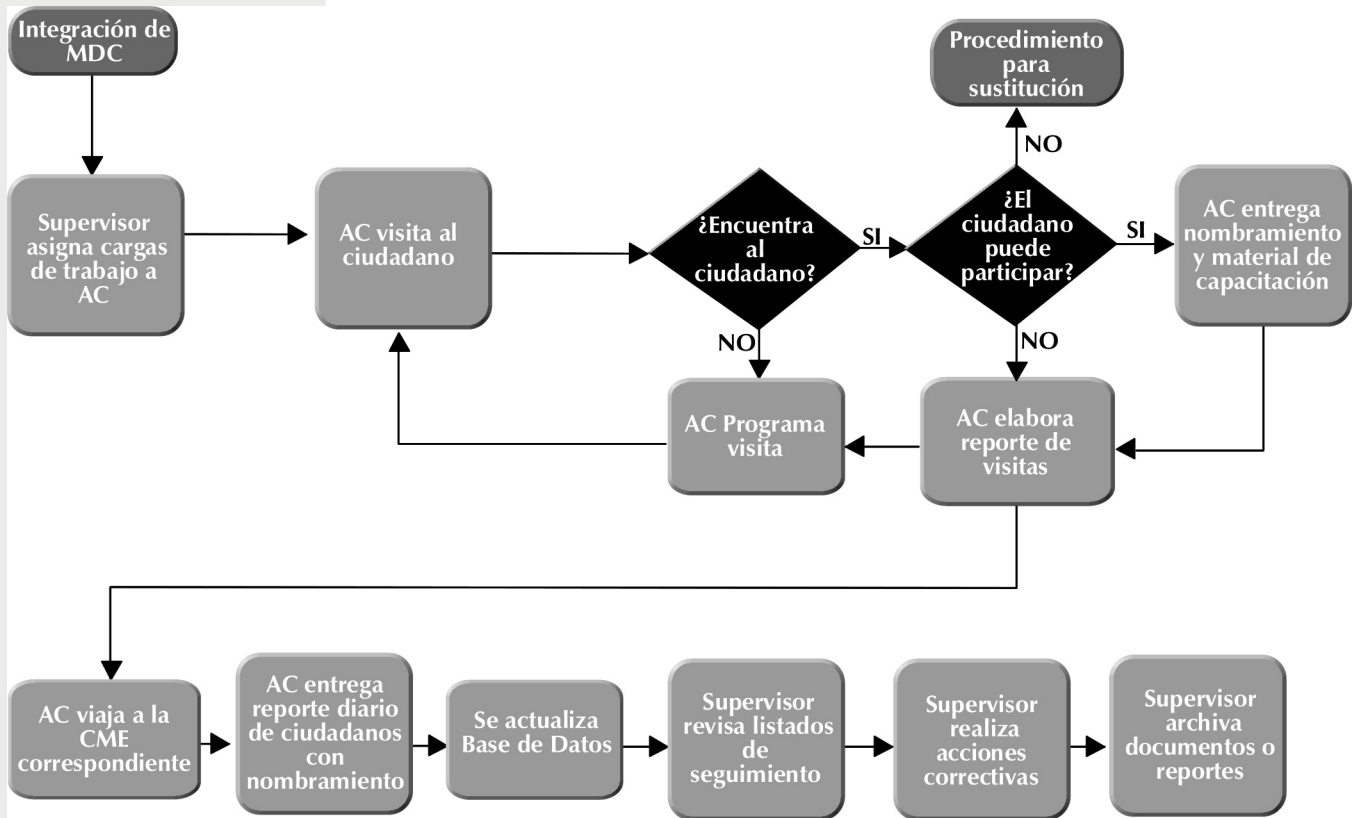 Integración de
MDC
Procedimiento
para
sustitución
NO
Supervisor
asigna cargas
de trabajo a
AC
AC visita al
ciudadano
¿Encuentra
al
ciudadano?
SI
¿El
ciudadano
puede
participar?
SI
AC entrega
nombramiento
y material de
capacitación
NO
NO
AC Programa
visita
AC elabora
reporte de
visitas
AC viaja a la
CME
correspondiente
AC entrega
reporte diário
de ciudadanos
con
nombramiento
Se actualiza
Base de Datos
Supervisor
revisa listados
de
seguimiento
Supervisor
realiza
acciones
correctivas
Supervisor
archiva
documentos o
reportes